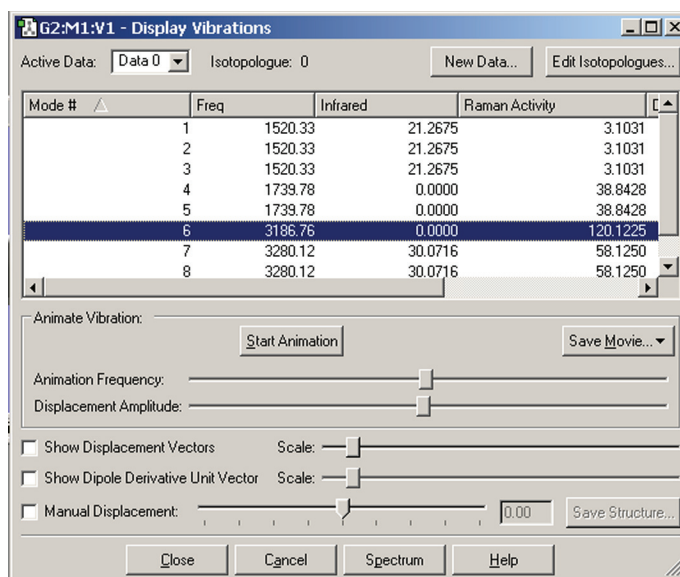 G2:M1:V1 - Display Vibrations
Active Data: Data 0 Isotopologue: 0 New Data... Edit Isotopologues...
Mode # Freq Infrared Raman Activity
1 1520.33 21.2675 3.1031
2 1520.33 21.2675 3.1031
3 1520.33 21.2675 3.1031
4 1739.78 0.0000 38.8428
5 1739.78 0.0000 38.8428
6 3186.76 0.0000 120.1225
7 3280.12 30.0716 58.1250
8 3280.12 30.0716 58.1250
Animate Vibration:
Start Animation Save Movie...
Animation Frequency:
Displacement Amplitude:
Show Displacement Vectors Scale:
Show Dipole Derivative Unit Vector Scale:
Manual Displacement: 0.00 Save Structure...
Close Cancel Spectrum Help